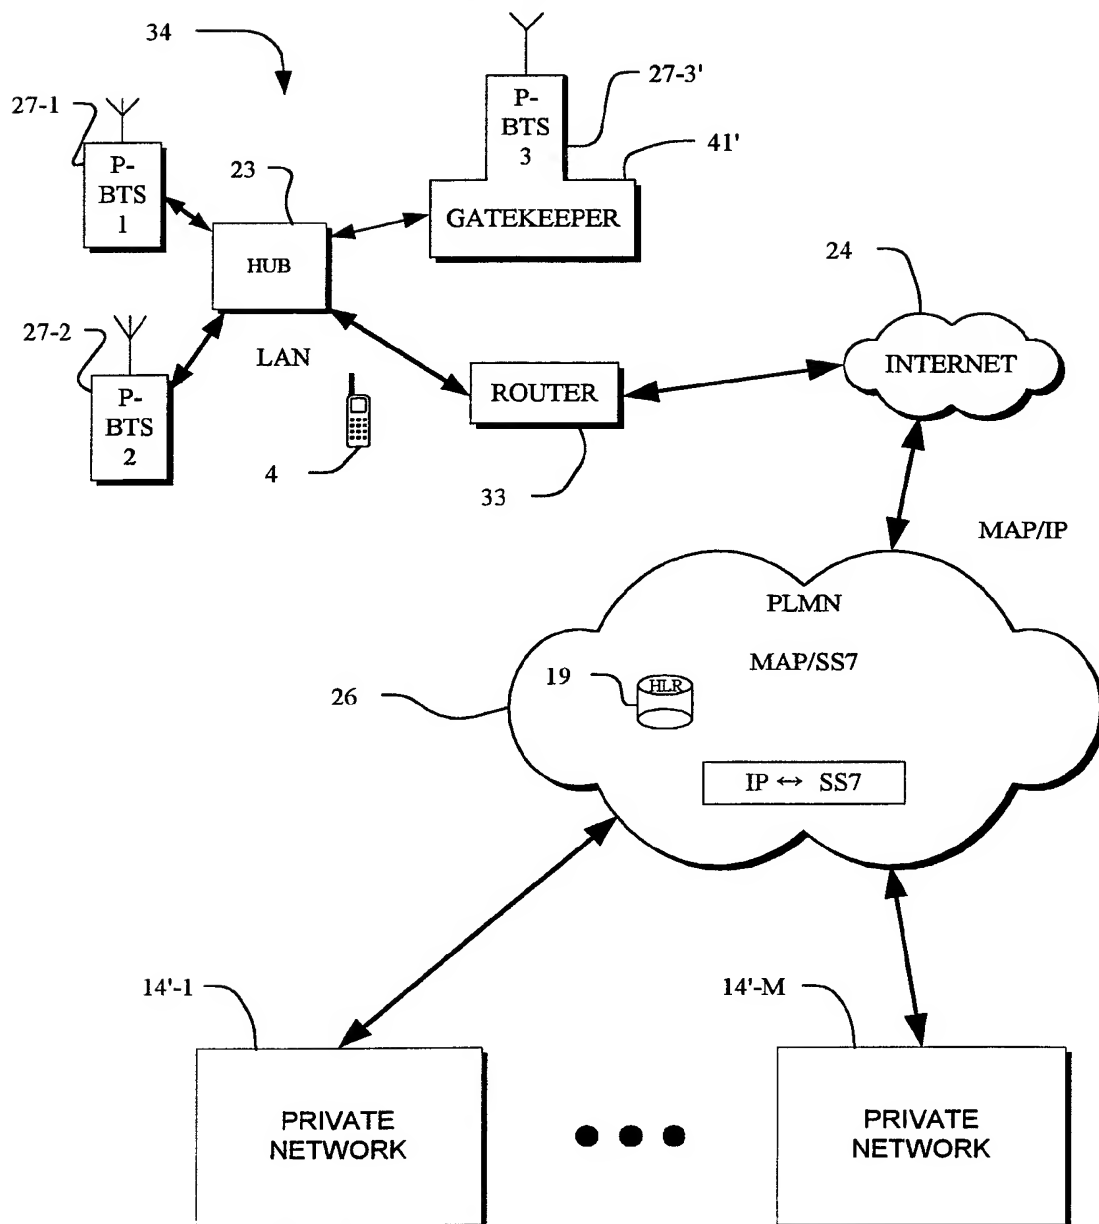 34
27-1
P-
BTS
1
23
HUB
P-
BTS
3
27-3'
41'
GATEKEEPER
27-2
P-
BTS
2
LAN
4
ROUTER
33
24
INTERNET
MAP/IP
PLMN
MAP/SS7
19
HLR
26
IP ↔ SS7
14'-1
PRIVATE
NETWORK
14'-M
PRIVATE
NETWORK